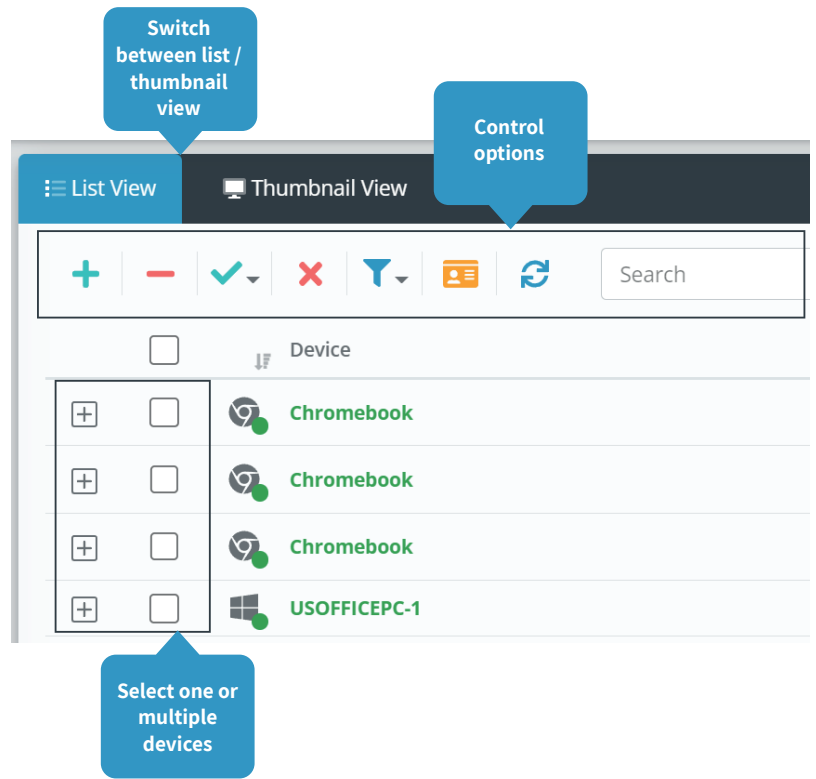 Switch
between list /
thumbnail
view
Control
options
List View
Thumbnail View
Search
Device
Chromebook
Chromebook
Chromebook
USOFFICEPC-1
Select one or
multiple
devices